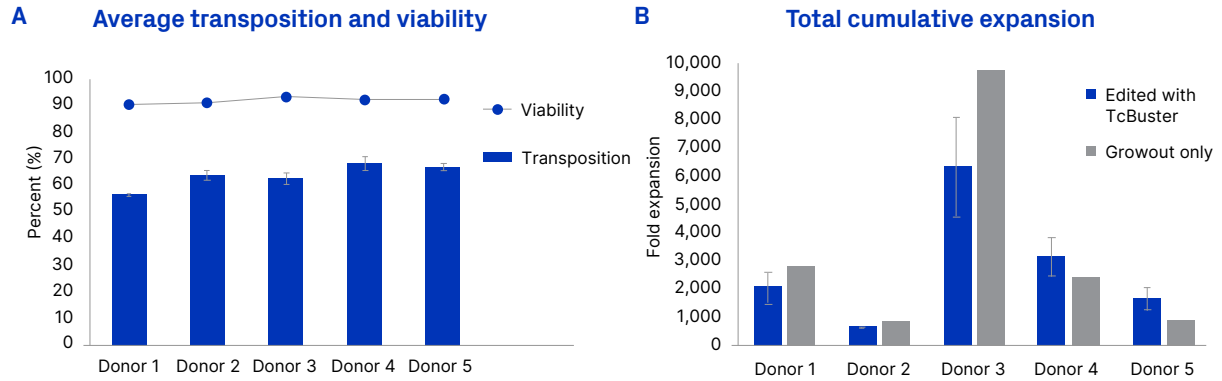 A Average transposition and viability
Percent (%)
100
90
80
70
60
50
40
30
20
10
0
Donor 1 Donor 2 Donor 3 Donor 4 Donor 5
Viability
Transposition
B Total cumulative expansion
Fold expansion
10,000
9,000
8,000
7,000
6,000
5,000
4,000
3,000
2,000
1,000
0
Donor 1 Donor 2 Donor 3 Donor 4 Donor 5
Edited with
TcBuster
Growout only